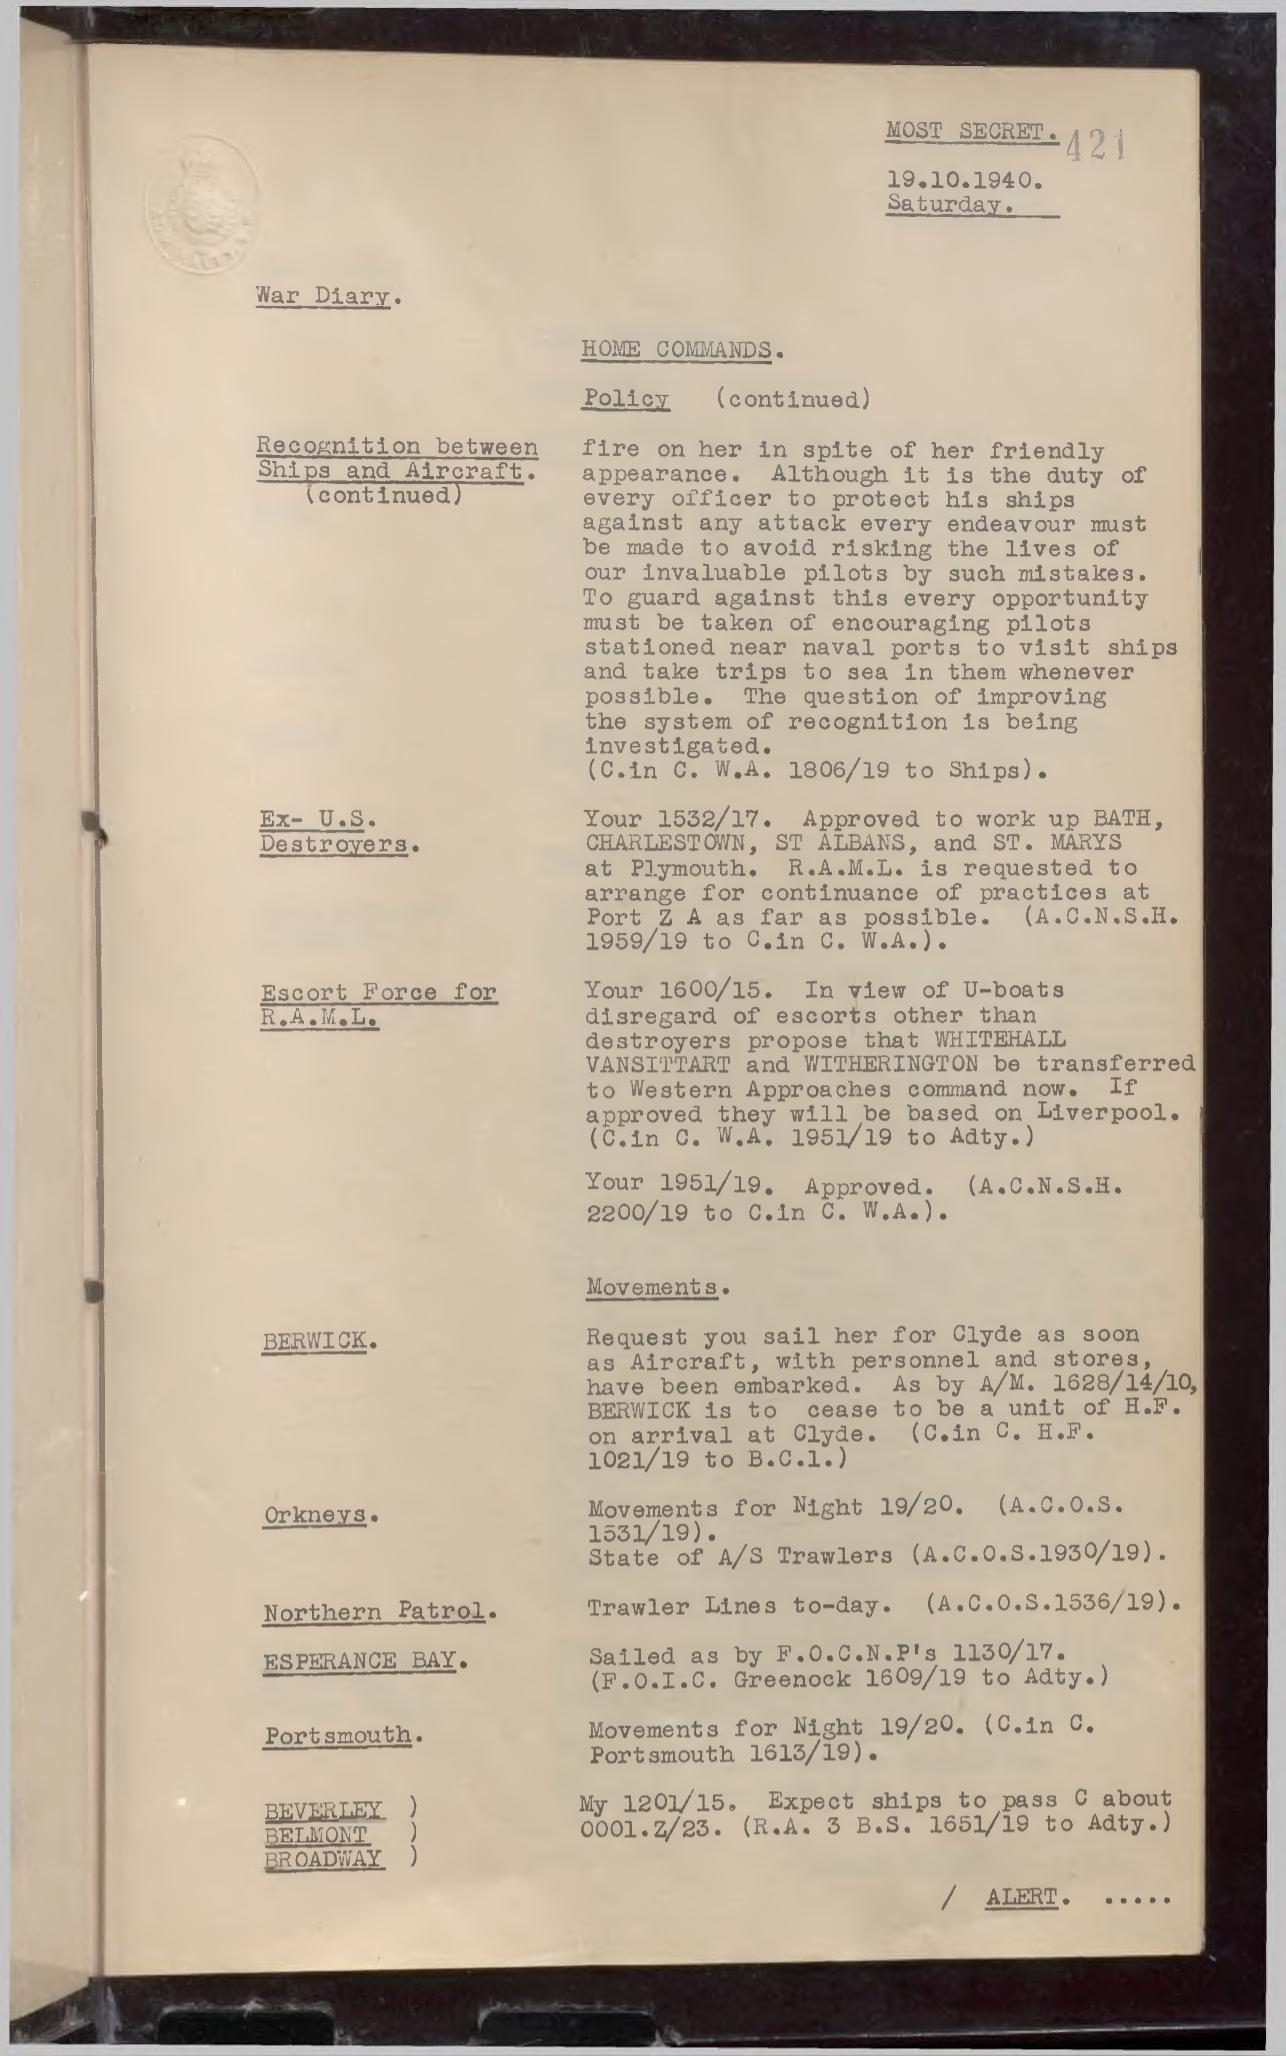 MOST SECRET.
421
19.10.1940.
Saturday.
War Diary.
HOME COMMANDS.
Policy (continued)
Recognition between
Ships and Aircraft.
(continued)
fire on her in spite of her friendly
appearance. Although it is the duty of
every officer to protect his ships
against any attack every endeavour must
be made to avoid risking the lives of
our invaluable pilots by such mistakes.
To guard against this every opportunity
must be taken of encouraging pilots
stationed near naval ports to visit ships
and take trips to sea in them whenever
possible. The question of improving
the system of recognition is being
investigated.
(C.in C. W.A. 1806/19 to Ships).
Ex- U.S.
Destroyers.
Your 1532/17. Approved to work up BATH,
CHARLESTOWN, ST ALBANS, and ST. MARYS
at Plymouth. R.A.M.L. is requested to
arrange for continuance of practices at
Port Z A as far as possible. (A.C.N.S.H.
1959/19 to C.in C. W.A.).
Escort Force for
R.A.M.L.
Your 1600/15. In view of U-boats
disregard of escorts other than
destroyers propose that WHITEHALL
VANSITTART and WITHERINGTON be transferred
to Western Approaches command now. If
approved they will be based on Liverpool.
(C.in C. W.A. 1951/19 to Adty.)
Your 1951/19. Approved. (A.C.N.S.H.
2200/19 to C.in C. W.A.).
Movements.
BERWICK.
Request you sail her for Clyde as soon
as Aircraft, with personnel and stores,
have been embarked. As by A/M. 1628/14/10,
BERWICK is to cease to be a unit of H.F.
on arrival at Clyde. (C.in C. H.F.
1021/19 to B.C.1.)
Orkneys.
Movements for Night 19/20. (A.C.O.S.
1531/19).
State of A/S Trawlers (A.C.O.S.1930/19).
Northern Patrol.
Trawler Lines to-day. (A.C.O.S.1536/19).
ESPERANCE BAY.
Sailed as by F.O.C.N.P's 1130/17.
(F.O.I.C. Greenock 1609/19 to Adty.)
Portsmouth.
Movements for Night 19/20. (C.in C.
Portsmouth 1613/19).
BEVERLEY )
BELMONT )
BROADWAY )
My 1201/15. Expect ships to pass C about
0001.Z/23. (R.A. 3 B.S. 1651/19 to Adty.)
/ ALERT. .....